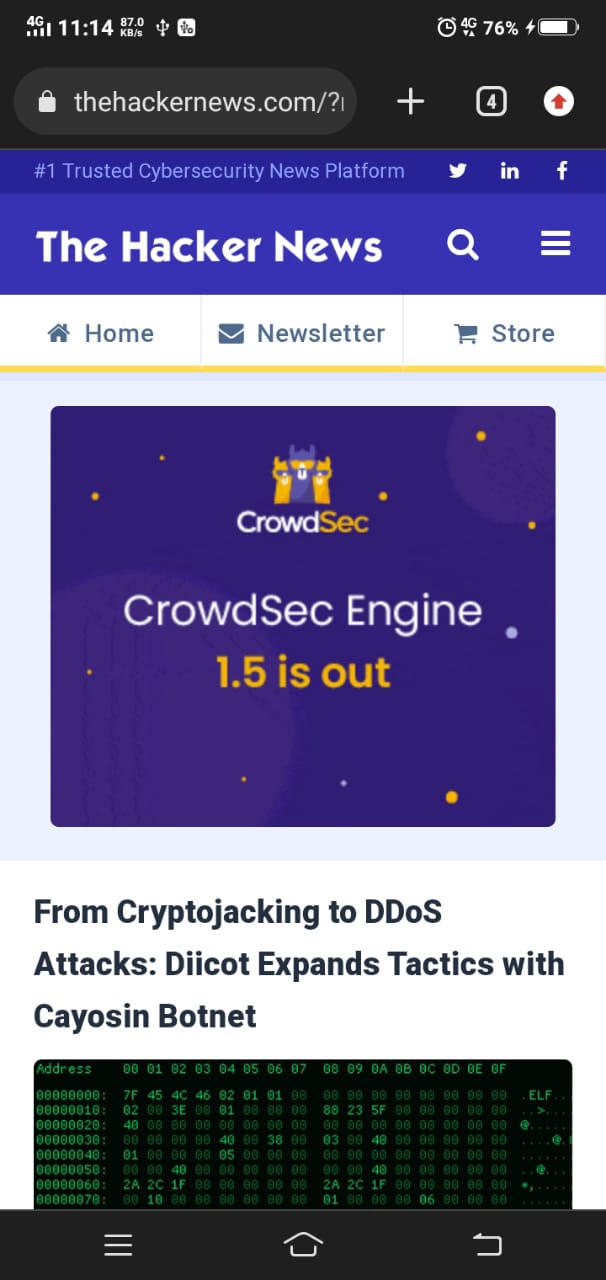 4G 11:14 87.0 KB/s 4G 76%
thehackernews.com/? 4
#1 Trusted Cybersecurity News Platform
The Hacker News
Home Newsletter Store
CrowdSec
CrowdSec Engine
1.5 is out
From Cryptojacking to DDoS
Attacks: Diicot Expands Tactics with
Cayosin Botnet
Address 00 01 02 03 04 05 06 07 08 09 0A 0B 0C 0D 0E 0F
00000000: 7F 45 4C 46 02 01 01 00 00 00 00 00 00 00 00 00 .ELF..
00000010: 02 00 3E 00 01 00 00 00 88 23 5F 00 00 00 00 00 ..>...
00000020: 40 00 00 00 00 00 00 00 00 00 00 00 00 00 00 00 @.....
00000030: 00 00 00 00 40 00 38 00 03 00 40 00 00 00 00 00 ....@.
00000040: 01 00 00 00 05 00 00 00 00 00 00 00 00 00 00 00 ......
00000050: 00 00 40 00 00 00 00 00 00 00 40 00 00 00 00 00 ..@...
00000060: 2A 2C 1F 00 00 00 00 00 2A 2C 1F 00 00 00 00 00 *,....
00000070: 00 10 00 00 00 00 00 00 01 00 00 00 06 00 00 00 ......